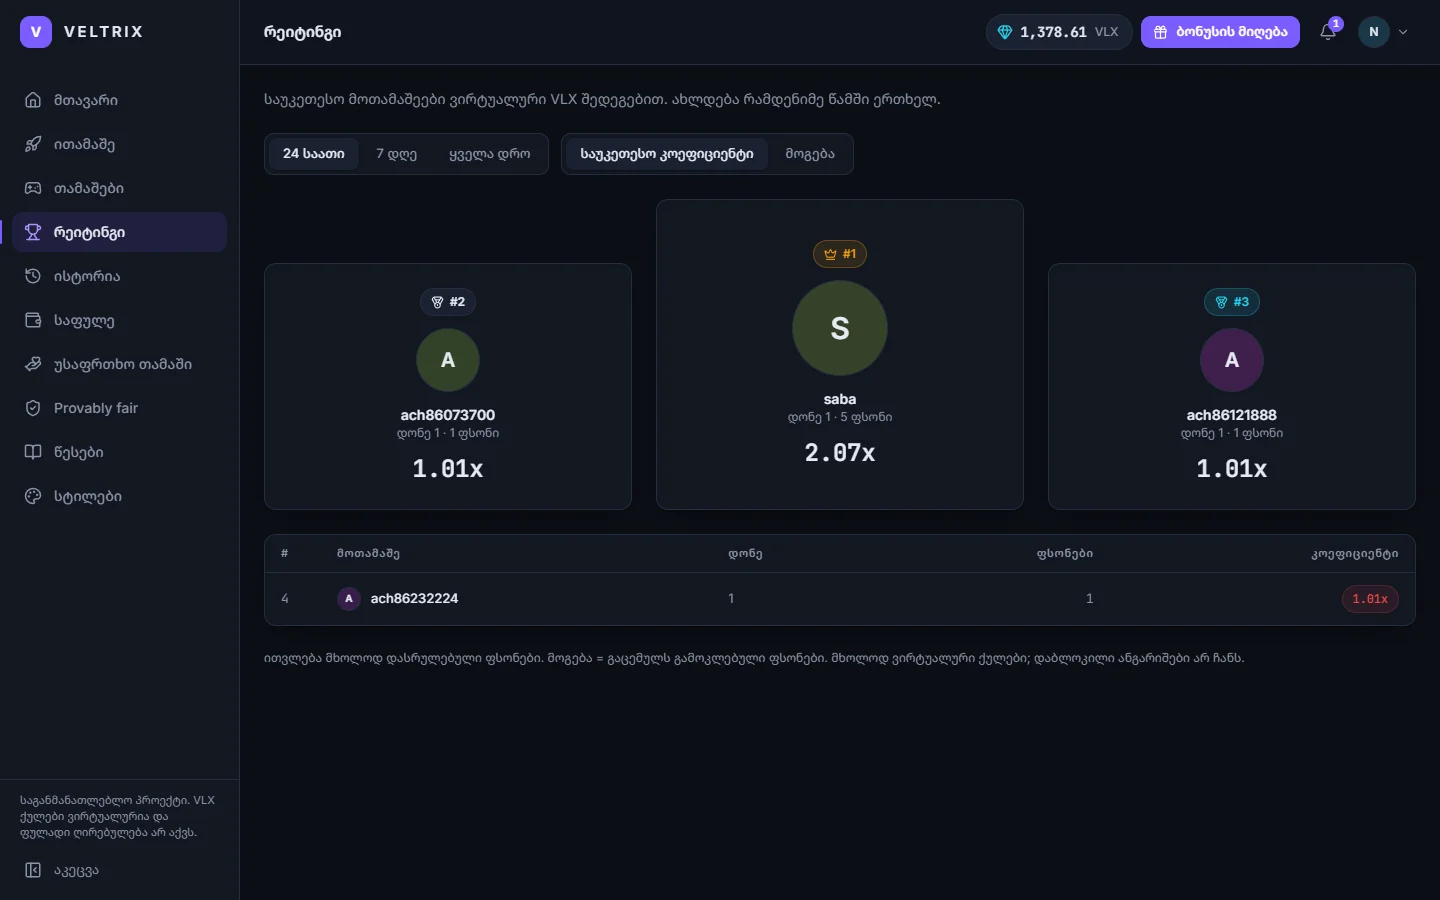 V VELTRIX
რეიტინგი
1,378.61 VLX
ბონუსის მიღება
1
N
მთავარი
ითამაშე
თამაშები
რეიტინგი
ისტორია
საფულე
უსაფრთხო თამაში
Provably fair
წესები
სტილები
საგანმანათლებლო პროექტი. VLX
ქულები ვირტუალურია და
ფულადი ღირებულება არ აქვს.
აკეცვა
საუკეთესო მოთამაშეები ვირტუალური VLX შედეგებით. ახლდება რამდენიმე წამში ერთხელ.
24 საათი 7 დღე ყველა დრო
საუკეთესო კოეფიციენტი მოგება
#2
A
ach86073700
დონე 1 · 1 ფსონი
1.01x
#1
S
saba
დონე 1 · 5 ფსონი
2.07x
#3
A
ach86121888
დონე 1 · 1 ფსონი
1.01x
# მოთამაშე დონე ფსონები კოეფიციენტი
4 A ach86232224 1 1 1.01x
ითვლება მხოლოდ დასრულებული ფსონები. მოგება = გაცემულს გამოკლებული ფსონები. მხოლოდ ვირტუალური ქულები; დაბლოკილი ანგარიშები არ ჩანს.